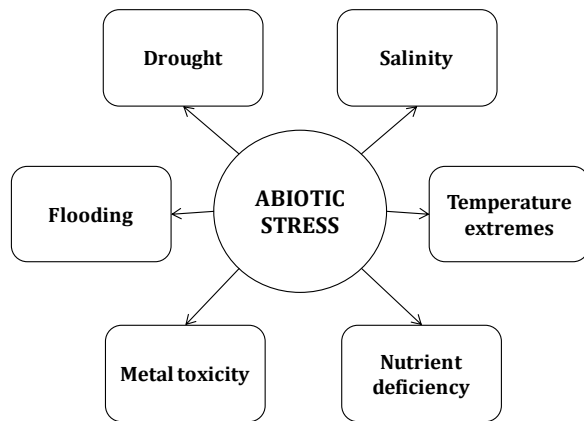 Drought
Salinity
Flooding
ABIOTIC
STRESS
Temperature
extremes
Metal toxicity
Nutrient
deficiency